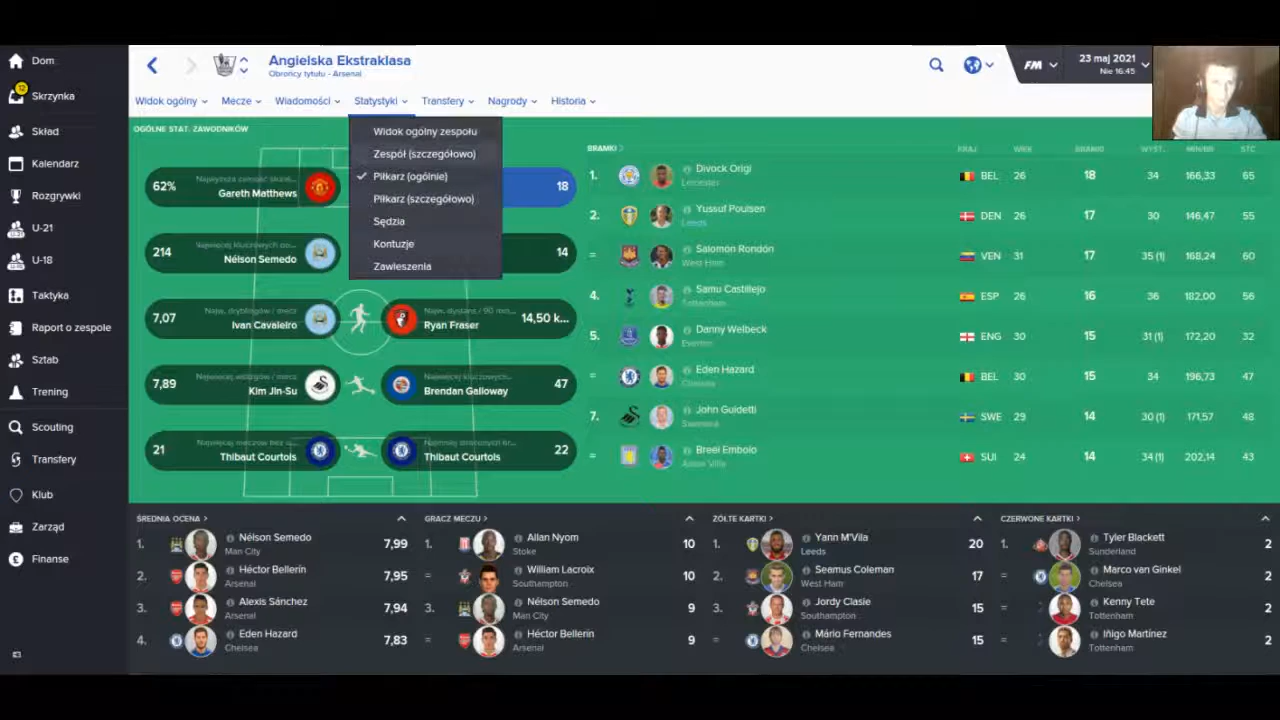 Dom
Skrzynka
12
Skład
Kalendarz
Rozgrywki
U-21
U-18
Taktyka
Raport o zespole
Sztab
Trening
Scouting
Transfery
Klub
Zarząd
Finanse
Angielska Ekstraklasa
Obrońcy tytułu - Arsenal
FM
23 maj 2021
Nie 16:45
Widok ogólny Mecze Wiadomości Statystyki Transfery Nagrody Historia
OGÓLNE STAT. ZAWODNIKÓW
Widok ogólny zespołu
Zespół (szczegółowo)
Piłkarz (ogólnie)
Piłkarz (szczegółowo)
Sędzia
Kontuzje
Zawieszenia
62%
Gareth Matthews
18
214
Nélson Semedo
14
7,07
Ivan Cavaleiro
Ryan Fraser
14,50 k...
7,89
Kim Jin-Su
Brendan Galloway
47
21
Thibaut Courtois
Thibaut Courtois
22
BRAMKI KRAJ WIEK BRAMKI WYST. MIN/BR STC
1. Divock Origi BEL 26 18 34 166,33 65
Leicester
2. Yussuf Poulsen DEN 26 17 30 146,47 55
Leeds
= Salomón Rondón VEN 31 17 35 (1) 168,24 60
West Ham
4. Samu Castillejo ESP 26 16 36 182,00 56
Tottenham
5. Danny Welbeck ENG 30 15 31 (1) 172,20 32
Everton
= Eden Hazard BEL 30 15 34 196,73 47
Chelsea
7. John Guidetti SWE 29 14 30 (1) 171,57 48
Swansea
= Breel Embolo SUI 24 14 34 (1) 202,14 43
Aston Villa
ŚREDNIA OCENA
1. Nélson Semedo 7,99
Man City
2. Héctor Bellerín 7,95
Arsenal
3. Alexis Sánchez 7,94
Arsenal
4. Eden Hazard 7,83
Chelsea
GRACZ MECZU
1. Allan Nyom 10
Stoke
= William Lacroix 10
Southampton
3. Nélson Semedo 9
Man City
= Héctor Bellerín 9
Arsenal
ŻÓŁTE KARTKI
1. Yann M'Vila 20
Leeds
2. Seamus Coleman 17
West Ham
3. Jordy Clasie 15
Southampton
= Mário Fernandes 15
Chelsea
CZERWONE KARTKI
1. Tyler Blackett 2
Sunderland
= Marco van Ginkel 2
Chelsea
= Kenny Tete 2
Tottenham
= Iñigo Martínez 2
Tottenham